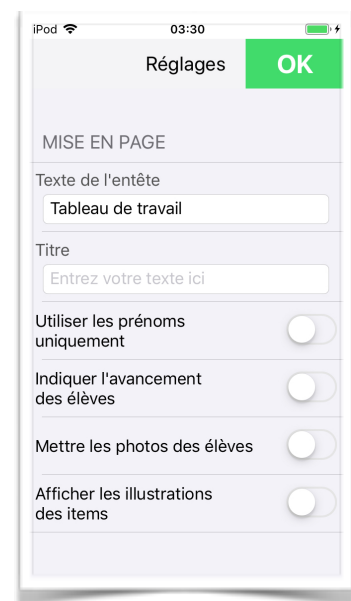 iPod 03:30
Réglages OK
MISE EN PAGE
Texte de l'entête
Tableau de travail
Titre
Entrez votre texte ici
Utiliser les prénoms
uniquement
Indiquer l'avancement
des élèves
Mettre les photos des élèves
Afficher les illustrations
des items